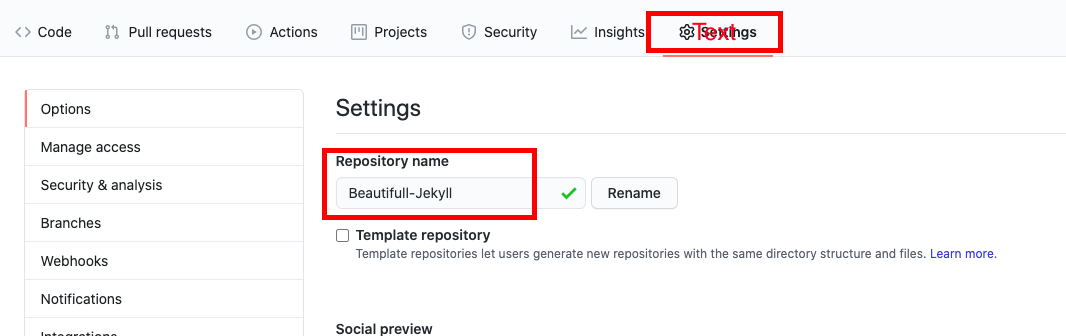 Code Pull requests Actions Projects Security Insights Settings
Text
Options
Manage access
Security & analysis
Branches
Webhooks
Notifications
Integrations
Settings
Repository name
Beautifull-Jekyll Rename
Template repository
Template repositories let users generate new repositories with the same directory structure and files. Learn more.
Social preview